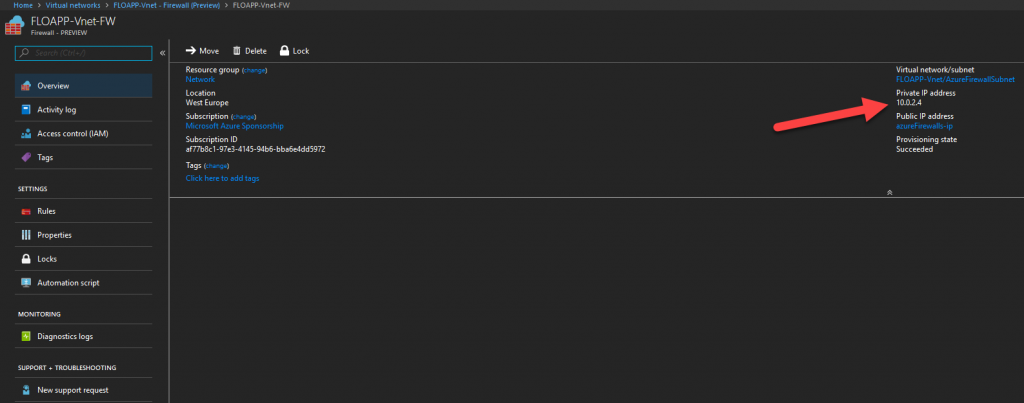 Home > Virtual networks > FLOAPP-Vnet - Firewall (Preview) > FLOAPP-Vnet-FW
FLOAPP-Vnet-FW
Firewall - PREVIEW
Search (Ctrl+/)
Overview
Activity log
Access control (IAM)
Tags
SETTINGS
Rules
Properties
Locks
Automation script
MONITORING
Diagnostics logs
SUPPORT + TROUBLESHOOTING
New support request
Move Delete Lock
Resource group (change)
Network
Location
West Europe
Subscription (change)
Microsoft Azure Sponsorship
Subscription ID
af77b8c1-97e3-4145-94b6-bba6e4dd5972
Tags (change)
Click here to add tags
Virtual network/subnet
FLOAPP-Vnet/AzureFirewallSubnet
Private IP address
10.0.2.4
Public IP address
azureFirewalls-ip
Provisioning state
Succeeded